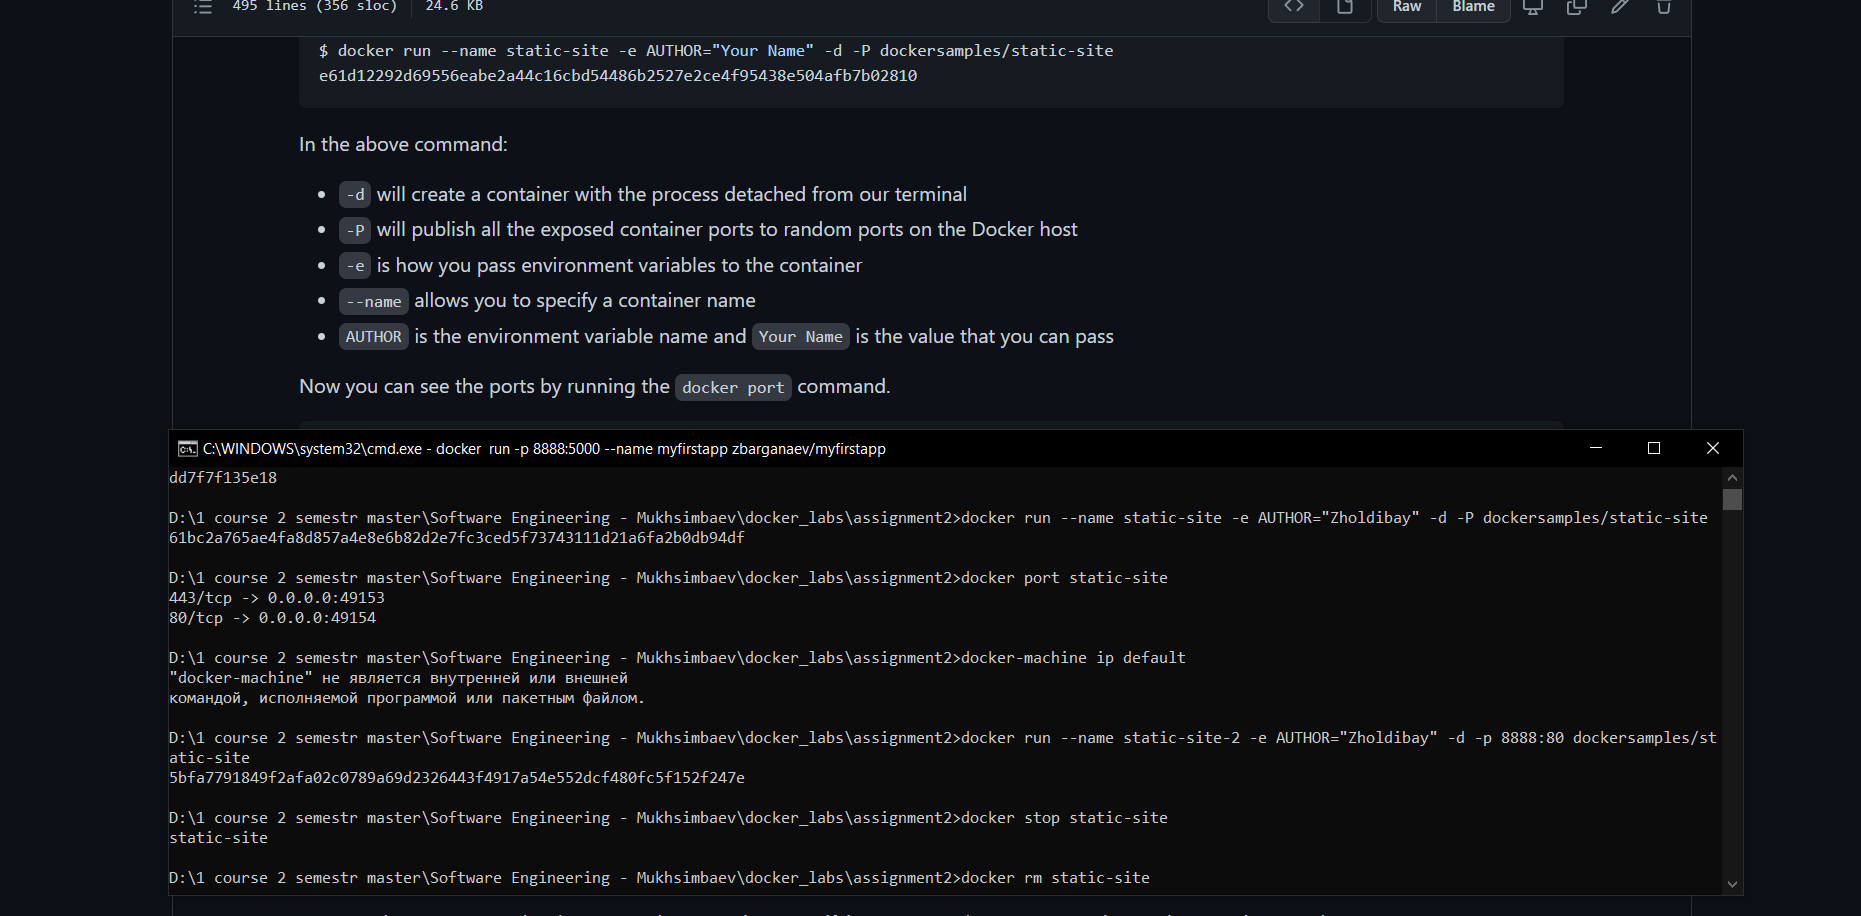 495 lines (356 sloc) 24.6 KB Raw Blame
$ docker run --name static-site -e AUTHOR="Your Name" -d -P dockersamples/static-site
e61d12292d69556eabe2a44c16cbd54486b2527e2ce4f95438e504afb7b02810
In the above command:
-d will create a container with the process detached from our terminal
-P will publish all the exposed container ports to random ports on the Docker host
-e is how you pass environment variables to the container
--name allows you to specify a container name
AUTHOR is the environment variable name and Your Name is the value that you can pass
Now you can see the ports by running the docker port command.
C:\WINDOWS\system32\cmd.exe - docker run -p 8888:5000 --name myfirstapp zbarganaev/myfirstapp
dd7f7f135e18
D:\1 course 2 semestr master\Software Engineering - Mukhsimbaev\docker_labs\assignment2>docker run --name static-site -e AUTHOR="Zholdibay" -d -P dockersamples/static-site
61bc2a765ae4fa8d857a4e8e6b82d2e7fc3ced5f73743111d21a6fa2b0db94df
D:\1 course 2 semestr master\Software Engineering - Mukhsimbaev\docker_labs\assignment2>docker port static-site
443/tcp -> 0.0.0.0:49153
80/tcp -> 0.0.0.0:49154
D:\1 course 2 semestr master\Software Engineering - Mukhsimbaev\docker_labs\assignment2>docker-machine ip default
"docker-machine" не является внутренней или внешней
командой, исполняемой программой или пакетным файлом.
D:\1 course 2 semestr master\Software Engineering - Mukhsimbaev\docker_labs\assignment2>docker run --name static-site-2 -e AUTHOR="Zholdibay" -d -p 8888:80 dockersamples/st
atic-site
5bfa7791849f2afa02c0789a69d2326443f4917a54e552dcf480fc5f152f247e
D:\1 course 2 semestr master\Software Engineering - Mukhsimbaev\docker_labs\assignment2>docker stop static-site
static-site
D:\1 course 2 semestr master\Software Engineering - Mukhsimbaev\docker_labs\assignment2>docker rm static-site